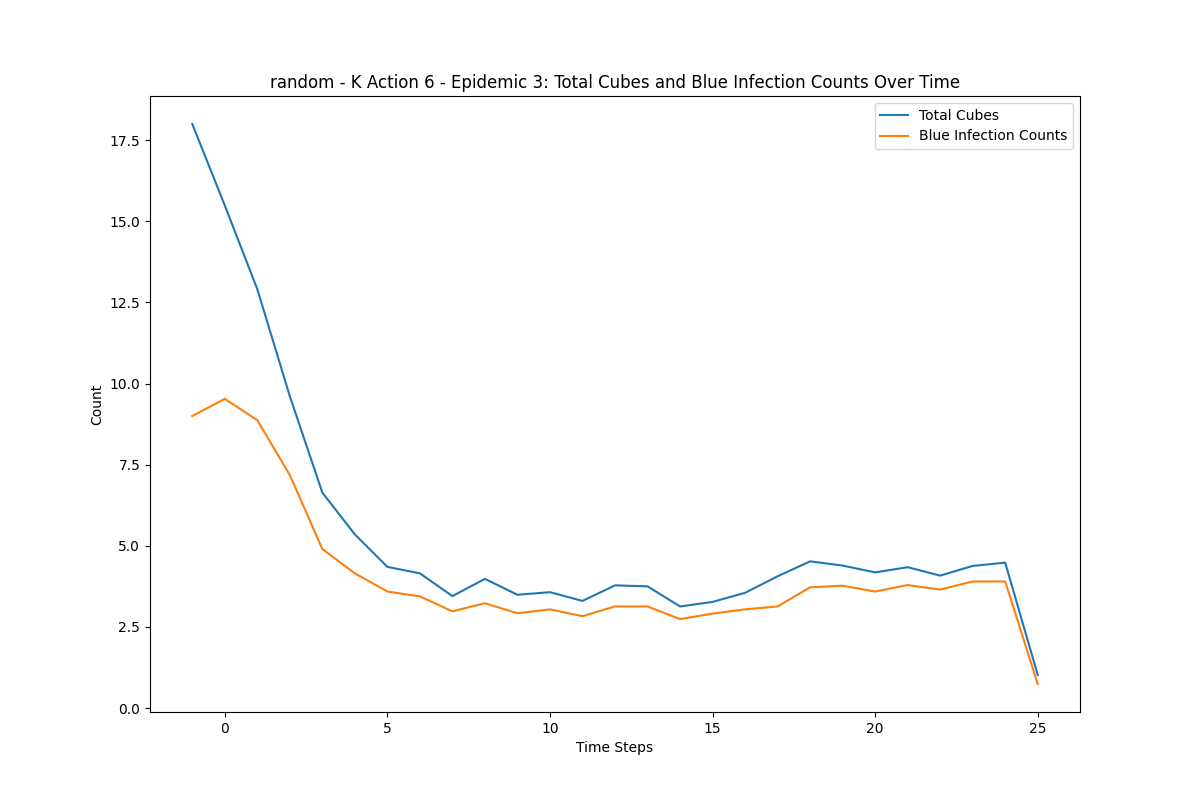 random - K Action 6 - Epidemic 3: Total Cubes and Blue Infection Counts Over Time
Total Cubes
Blue Infection Counts
17.5
15.0
12.5
10.0
7.5
5.0
2.5
0.0
Count
0 5 10 15 20 25
Time Steps